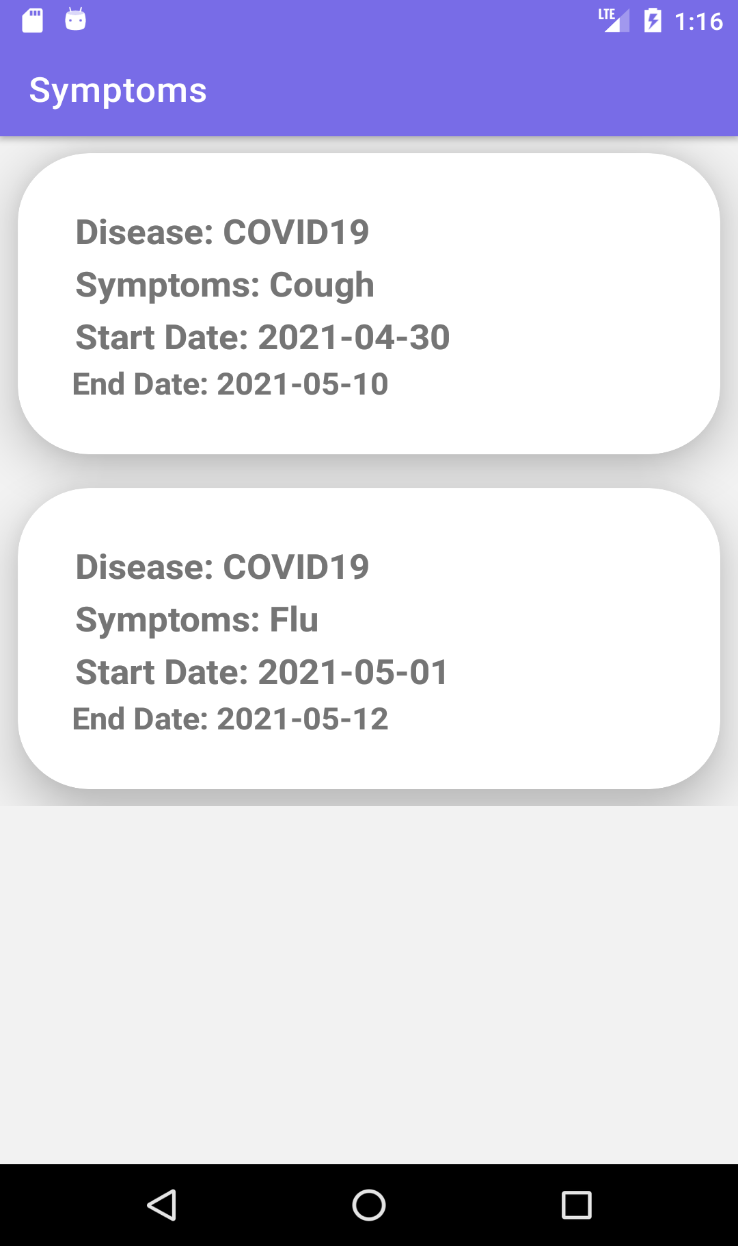 LTE 1:16
Symptoms
Disease: COVID19
Symptoms: Cough
Start Date: 2021-04-30
End Date: 2021-05-10
Disease: COVID19
Symptoms: Flu
Start Date: 2021-05-01
End Date: 2021-05-12